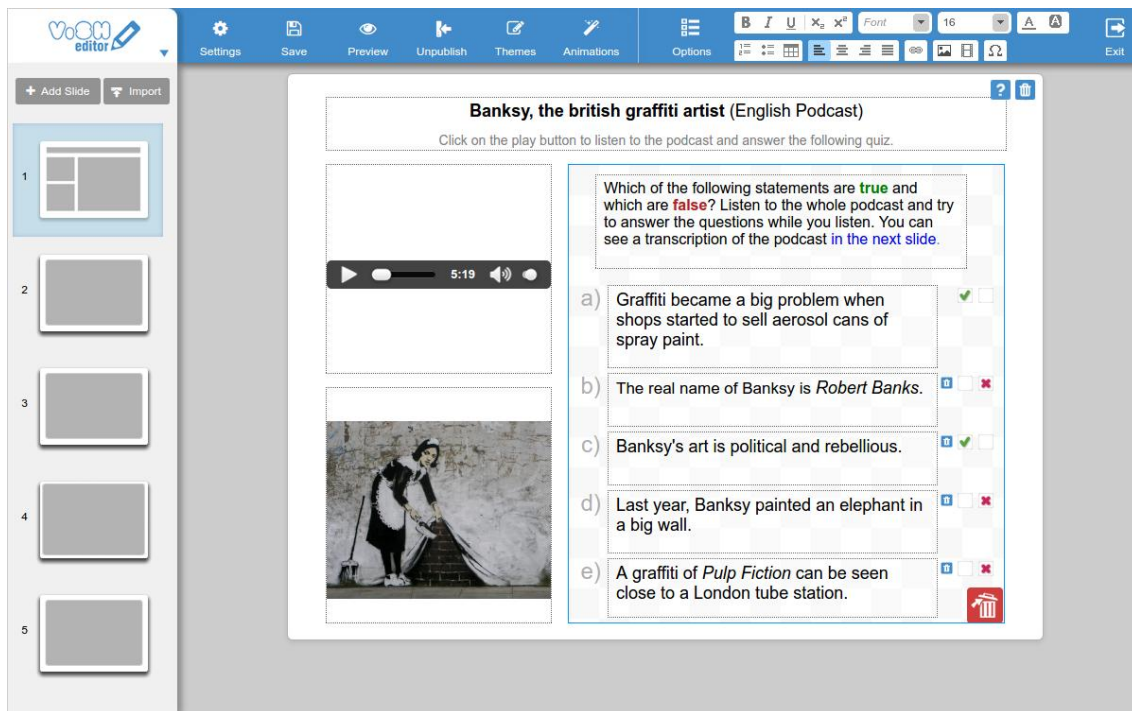 ViSH
editor
Settings
Save
Preview
Unpublish
Themes
Animations
Options
B I U X₂ X² Font 16 A A
Ω
Exit
+ Add Slide
Import
1
2
3
4
5
?
Banksy, the british graffiti artist (English Podcast)
Click on the play button to listen to the podcast and answer the following quiz.
5:19
Which of the following statements are true and
which are false? Listen to the whole podcast and try
to answer the questions while you listen. You can
see a transcription of the podcast in the next slide.
a) Graffiti became a big problem when
shops started to sell aerosol cans of
spray paint.
b) The real name of Banksy is Robert Banks.
c) Banksy's art is political and rebellious.
d) Last year, Banksy painted an elephant in
a big wall.
e) A graffiti of Pulp Fiction can be seen
close to a London tube station.